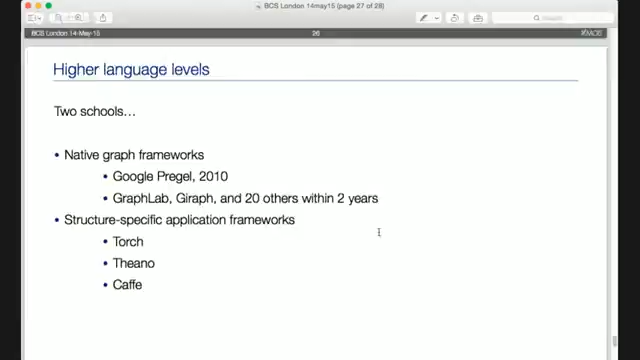 BCS London 14may15 (page 27 of 28)
BCS London 14-May-15
26
XMOS
Higher language levels
Two schools…
• Native graph frameworks
• Google Pregel, 2010
• GraphLab, Giraph, and 20 others within 2 years
• Structure-specific application frameworks
• Torch
• Theano
• Caffe